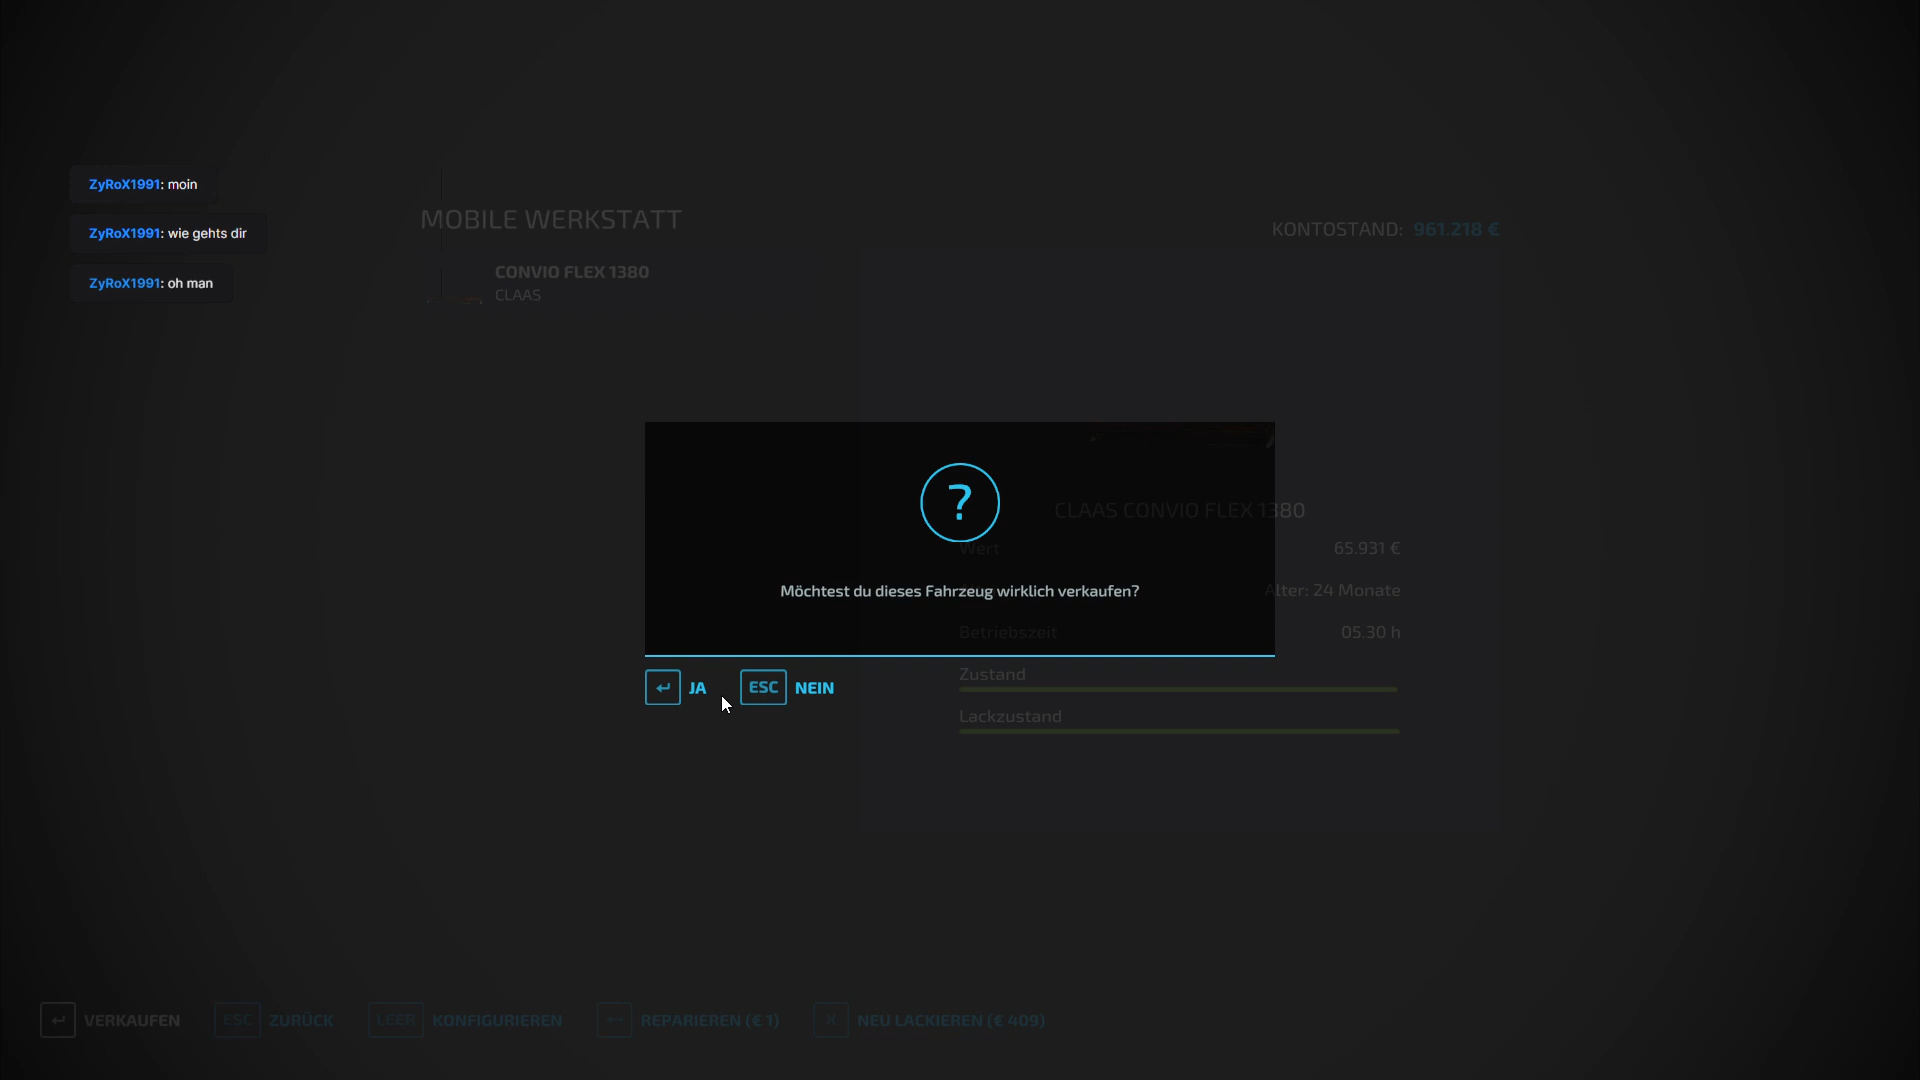 ZyRoX1991: moin
ZyRoX1991: wie gehts dir
ZyRoX1991: oh man
MOBILE WERKSTATT
KONTOSTAND: 961.218 €
CONVIO FLEX 1380
CLAAS
?
CLAAS CONVIO FLEX 1380
Wert 65.931 €
Möchtest du dieses Fahrzeug wirklich verkaufen?
Alter: 24 Monate
Betriebszeit 05.30 h
Zustand
JA ESC NEIN
Lackzustand
VERKAUFEN ESC ZURÜCK LEER KONFIGURIEREN REPARIEREN (€ 1) X NEU LACKIEREN (€ 409)